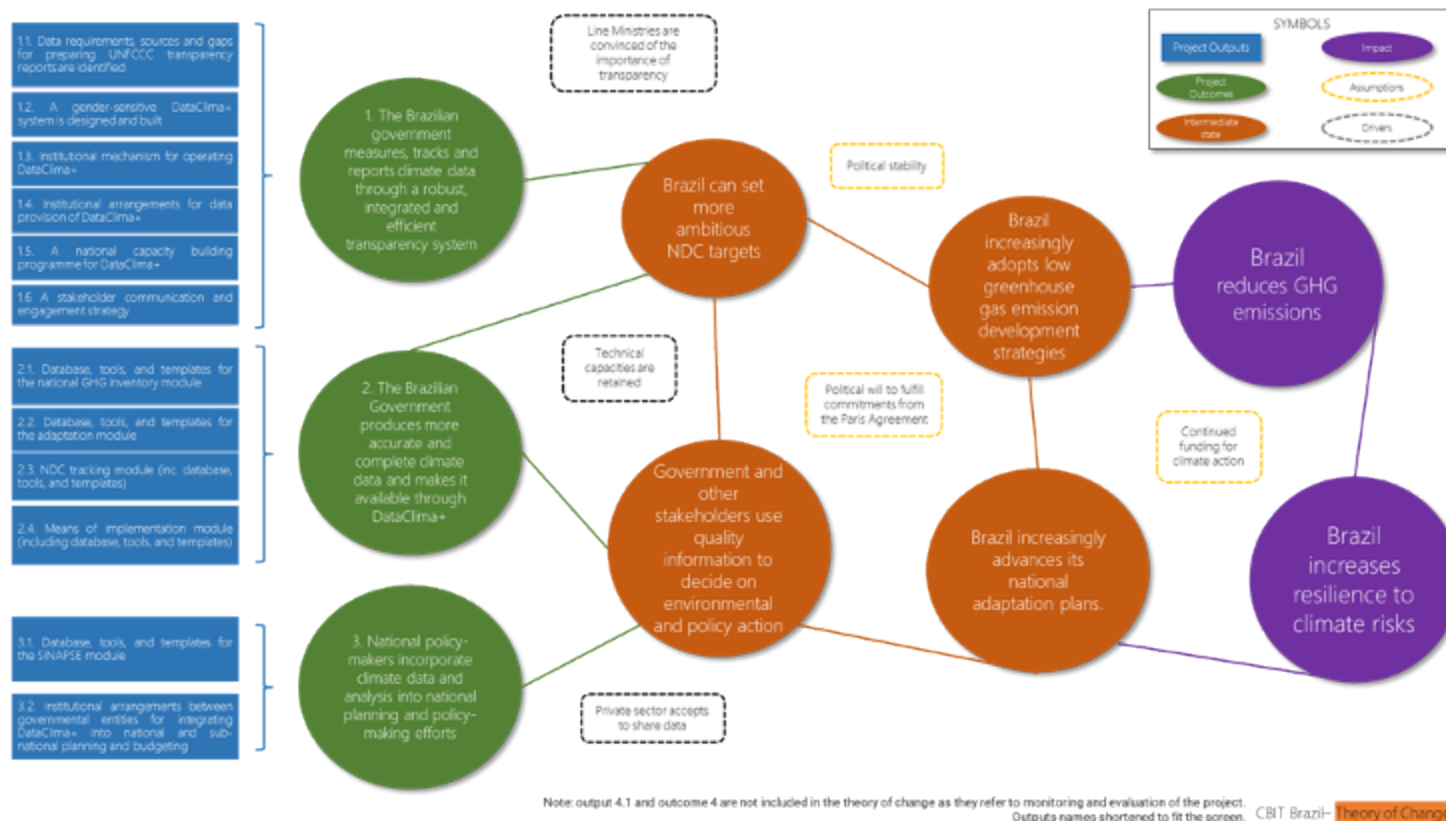 SYMBOLS
Project Outputs
Impact
Project
Outcomes
Assumptions
Intermediate
state
Drivers
1.1. Data requirements, sources and gaps
for preparing UNFCCC transparency
reports are identified
1.2. A gender-sensitive DataClima+
system is designed and built
1.3. Institutional mechanism for operating
DataClima+
1.4. Institutional arrangements for data
provision of DataClima+
1.5. A national capacity building
programme for DataClima+
1.6 A stakeholder communication and
engagement strategy
2.1. Database, tools, and templates for
the national GHG inventory module
2.2. Database, tools, and templates for
the adaptation module
2.3. NDC tracking module (inc. database,
tools, and templates)
2.4. Means of implementation module
(including database, tools, and templates)
3.1. Database, tools, and templates for
the SINAPSE module
3.2. Institutional arrangements between
governmental entities for integrating
DataClima+ into national and sub-
national planning and budgeting
1. The Brazilian
government
measures, tracks and
reports climate data
through a robust,
integrated and
efficient
transparency system
2. The Brazilian
Government
produces more
accurate and
complete climate
data and makes it
available through
DataClima+
3. National policy-
makers incorporate
climate data and
analysis into national
planning and policy-
making efforts
Line Ministries are
convinced of the
importance of
transparency
Brazil can set
more
ambitious
NDC targets
Technical
capacities are
retained
Government and
other
stakeholders use
quality
information to
decide on
environmental
and policy action
Private sector accepts
to share data
Political stability
Political will to fulfill
commitments from
the Paris Agreement
Brazil
increasingly
adopts low
greenhouse
gas emission
development
strategies
Brazil increasingly
advances its
national
adaptation plans.
Continued
funding for
climate action
Brazil
reduces GHG
emissions
Brazil
increases
resilience to
climate risks
Note: output 4.1 and outcome 4 are not included in the theory of change as they refer to monitoring and evaluation of the project.
Outputs names shortened to fit the screen.
CBIT Brazil– Theory of Change